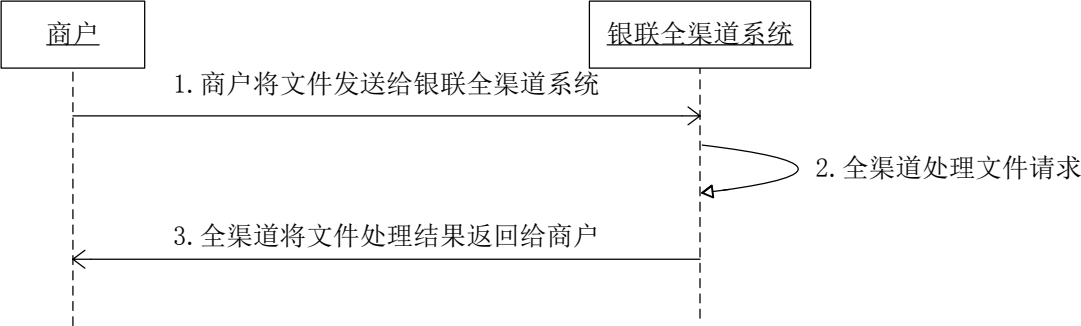 商户
银联全渠道系统
1.商户将文件发送给银联全渠道系统
2.全渠道处理文件请求
3.全渠道将文件处理结果返回给商户